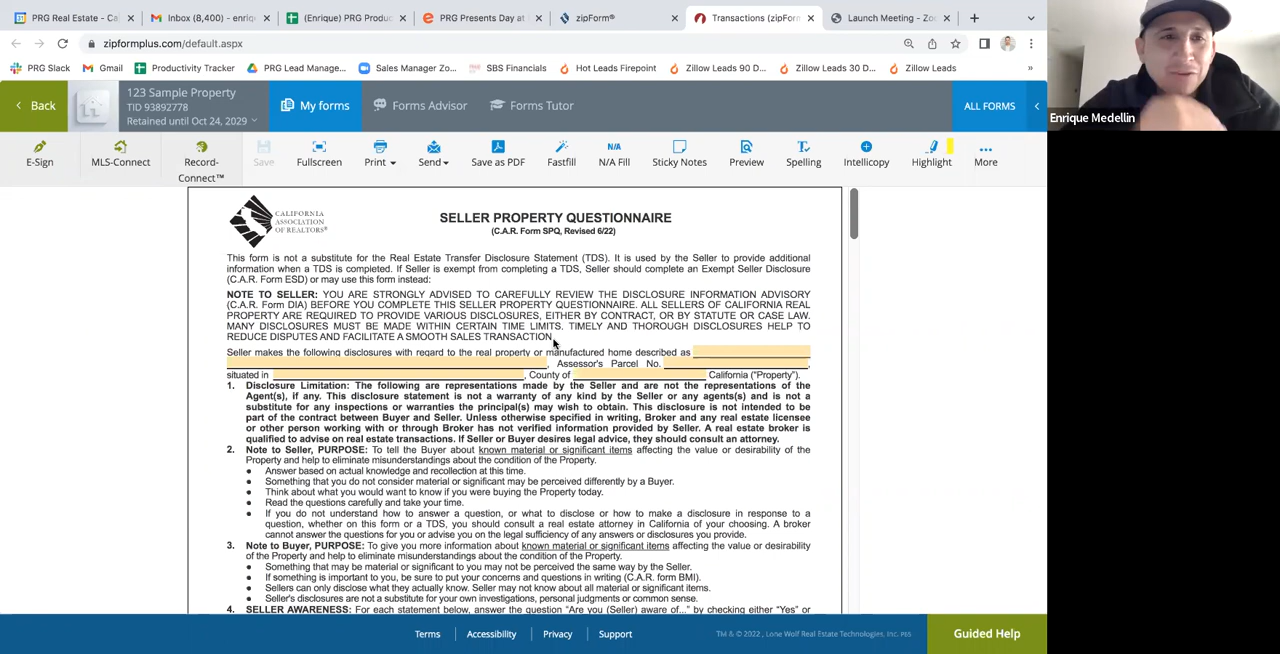 PRG Real Estate - Ca
Inbox (8,400) - enriq
(Enrique) PRG Produc
PRG Presents Day at
zipForm®
Transactions (zipForm
Launch Meeting - Zoo
zipformplus.com/default.aspx
PRG Slack
Gmail
Productivity Tracker
PRG Lead Manage...
Sales Manager Zo...
SBS Financials
Hot Leads Firepoint
Zillow Leads 90 D...
Zillow Leads 30 D...
Zillow Leads
Back
123 Sample Property
TID 93892778
Retained until Oct 24, 2029
My forms
Forms Advisor
Forms Tutor
ALL FORMS
Enrique Medellin
E-Sign
MLS-Connect
Record-Connect™
Save
Fullscreen
Print
Send
Save as PDF
Fastfill
N/A
N/A Fill
Sticky Notes
Preview
Spelling
Intellicopy
Highlight
More
CALIFORNIA
ASSOCIATION
OF REALTORS®
SELLER PROPERTY QUESTIONNAIRE
(C.A.R. Form SPQ, Revised 6/22)
This form is not a substitute for the Real Estate Transfer Disclosure Statement (TDS). It is used by the Seller to provide additional
information when a TDS is completed. If Seller is exempt from completing a TDS, Seller should complete an Exempt Seller Disclosure
(C.A.R. Form ESD) or may use this form instead:
NOTE TO SELLER: YOU ARE STRONGLY ADVISED TO CAREFULLY REVIEW THE DISCLOSURE INFORMATION ADVISORY
(C.A.R. Form DIA) BEFORE YOU COMPLETE THIS SELLER PROPERTY QUESTIONNAIRE. ALL SELLERS OF CALIFORNIA REAL
PROPERTY ARE REQUIRED TO PROVIDE VARIOUS DISCLOSURES, EITHER BY CONTRACT, OR BY STATUTE OR CASE LAW.
MANY DISCLOSURES MUST BE MADE WITHIN CERTAIN TIME LIMITS. TIMELY AND THOROUGH DISCLOSURES HELP TO
REDUCE DISPUTES AND FACILITATE A SMOOTH SALES TRANSACTION.
Seller makes the following disclosures with regard to the real property or manufactured home described as
, Assessor's Parcel No. ,
situated in , County of California ("Property").
1. Disclosure Limitation: The following are representations made by the Seller and are not the representations of the
Agent(s), if any. This disclosure statement is not a warranty of any kind by the Seller or any agents(s) and is not a
substitute for any inspections or warranties the principal(s) may wish to obtain. This disclosure is not intended to be
part of the contract between Buyer and Seller. Unless otherwise specified in writing, Broker and any real estate licensee
or other person working with or through Broker has not verified information provided by Seller. A real estate broker is
qualified to advise on real estate transactions. If Seller or Buyer desires legal advice, they should consult an attorney.
2. Note to Seller, PURPOSE: To tell the Buyer about known material or significant items affecting the value or desirability of the
Property and help to eliminate misunderstandings about the condition of the Property.
● Answer based on actual knowledge and recollection at this time.
● Something that you do not consider material or significant may be perceived differently by a Buyer.
● Think about what you would want to know if you were buying the Property today.
● Read the questions carefully and take your time.
● If you do not understand how to answer a question, or what to disclose or how to make a disclosure in response to a
question, whether on this form or a TDS, you should consult a real estate attorney in California of your choosing. A broker
cannot answer the questions for you or advise you on the legal sufficiency of any answers or disclosures you provide.
3. Note to Buyer, PURPOSE: To give you more information about known material or significant items affecting the value or desirability
of the Property and help to eliminate misunderstandings about the condition of the Property.
● Something that may be material or significant to you may not be perceived the same way by the Seller.
● If something is important to you, be sure to put your concerns and questions in writing (C.A.R. form BMI).
● Sellers can only disclose what they actually know. Seller may not know about all material or significant items.
● Seller's disclosures are not a substitute for your own investigations, personal judgments or common sense.
4. SELLER AWARENESS: For each statement below, answer the question "Are you (Seller) aware of..." by checking either "Yes" or
Terms
Accessibility
Privacy
Support
™& © 2022 , Lone Wolf Real Estate Technologies, Inc. PES
Guided Help